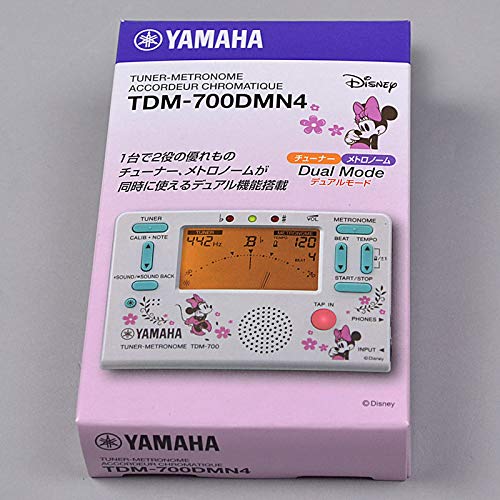 YAMAHA
TUNER-METRONOME
ACCORDEUR CHROMATIQUE
TDM-700DMN4
Disney
1台で2役の優れもの
チューナー、メトロノームが
同時に使えるデュアル機能搭載
チューナー メトロノーム
Dual Mode
デュアルモード
TUNER
CALIB • NOTE
SOUND/ SOUND BACK
♭ ♯ VOL
TUNER
442Hz
B♭
METRONOME
TEMPO
120
BEAT
4
METRONOME
BEAT TEMPO
START/STOP
TAP IN
PHONES ▶
INPUT ◀
YAMAHA
TUNER-METRONOME TDM-700
©Disney
©Disney
YAMAHA
TUNER-METRONOME
ACCORDEUR CHROMATIQUE
TDM-700DMN4